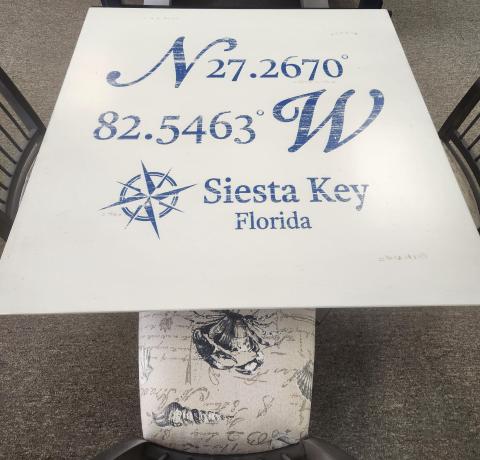 N 27.2670°
82.5463° W
Siesta Key
Florida